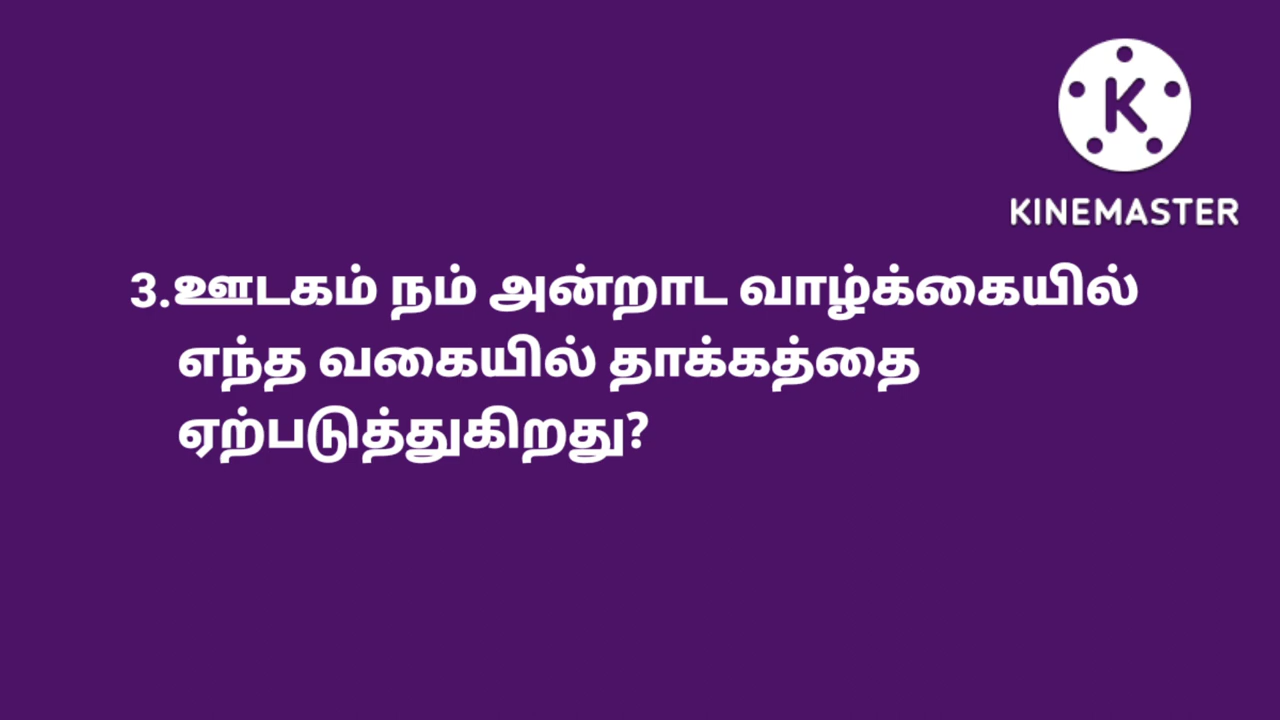 K
KINEMASTER
3.ஊடகம் நம் அன்றாட வாழ்க்கையில்
எந்த வகையில் தாக்கத்தை
ஏற்படுத்துகிறது?